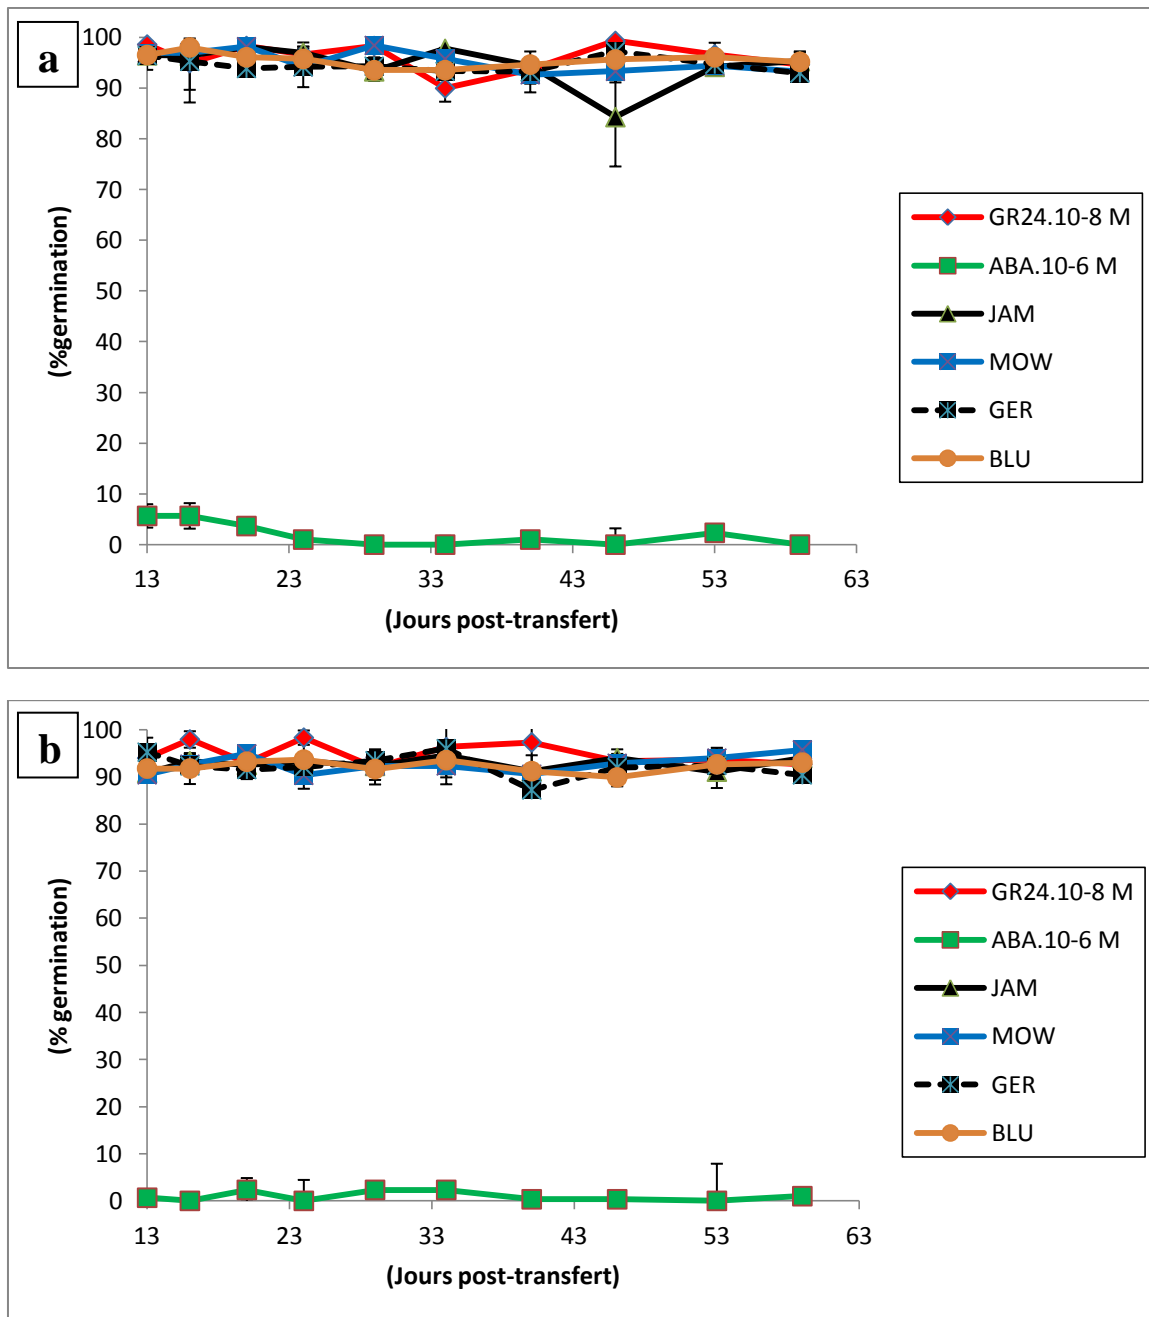 a
100
90
80
70
60
50
40
30
20
10
0
(%germination)
13 23 33 43 53 63
(Jours post-transfert)
GR24.10-8 M
ABA.10-6 M
JAM
MOW
GER
BLU
b
100
90
80
70
60
50
40
30
20
10
0
(% germination)
13 23 33 43 53 63
(Jours post-transfert)
GR24.10-8 M
ABA.10-6 M
JAM
MOW
GER
BLU